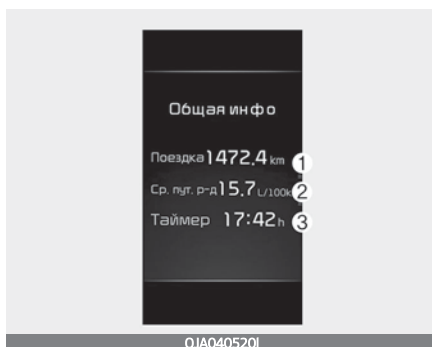 Общая инфо
Поездка 1472.4 km ①
Ср. пут. р-д 15.7 L/100k ②
Таймер 17:42 h ③
OJA040520L